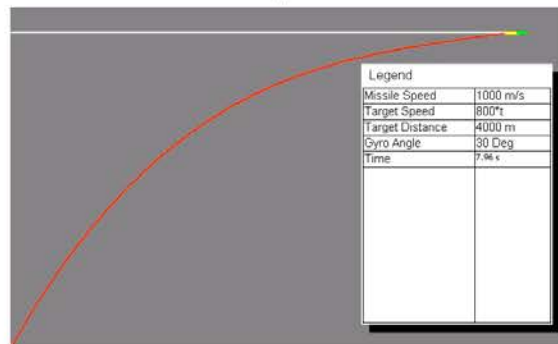 Legend
Missile Speed 1000 m/s
Target Speed 800*t
Target Distance 4000 m
Gyro Angle 30 Deg
Time 7.96 s